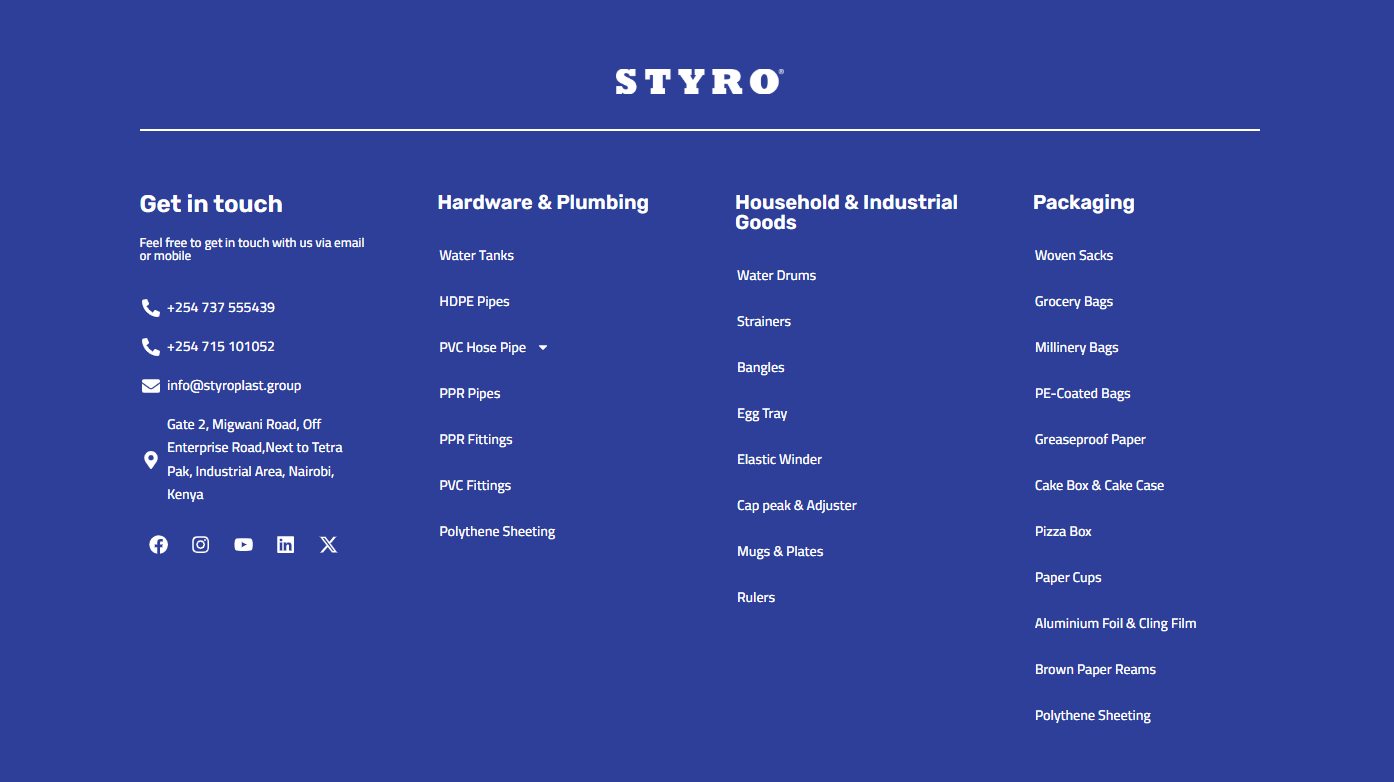 STYRO®
Get in touch
Feel free to get in touch with us via email
or mobile
+254 737 555439
+254 715 101052
info@styroplast.group
Gate 2, Migwani Road, Off
Enterprise Road,Next to Tetra
Pak, Industrial Area, Nairobi,
Kenya
Hardware & Plumbing
Water Tanks
HDPE Pipes
PVC Hose Pipe
PPR Pipes
PPR Fittings
PVC Fittings
Polythene Sheeting
Household & Industrial
Goods
Water Drums
Strainers
Bangles
Egg Tray
Elastic Winder
Cap peak & Adjuster
Mugs & Plates
Rulers
Packaging
Woven Sacks
Grocery Bags
Millinery Bags
PE-Coated Bags
Greaseproof Paper
Cake Box & Cake Case
Pizza Box
Paper Cups
Aluminium Foil & Cling Film
Brown Paper Reams
Polythene Sheeting